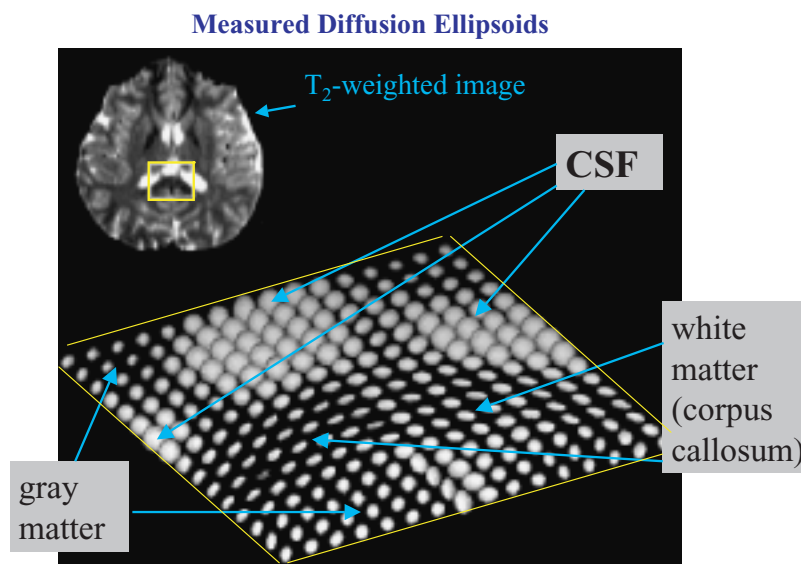 Measured Diffusion Ellipsoids
T₂-weighted image
CSF
white
matter
(corpus
callosum)
gray
matter